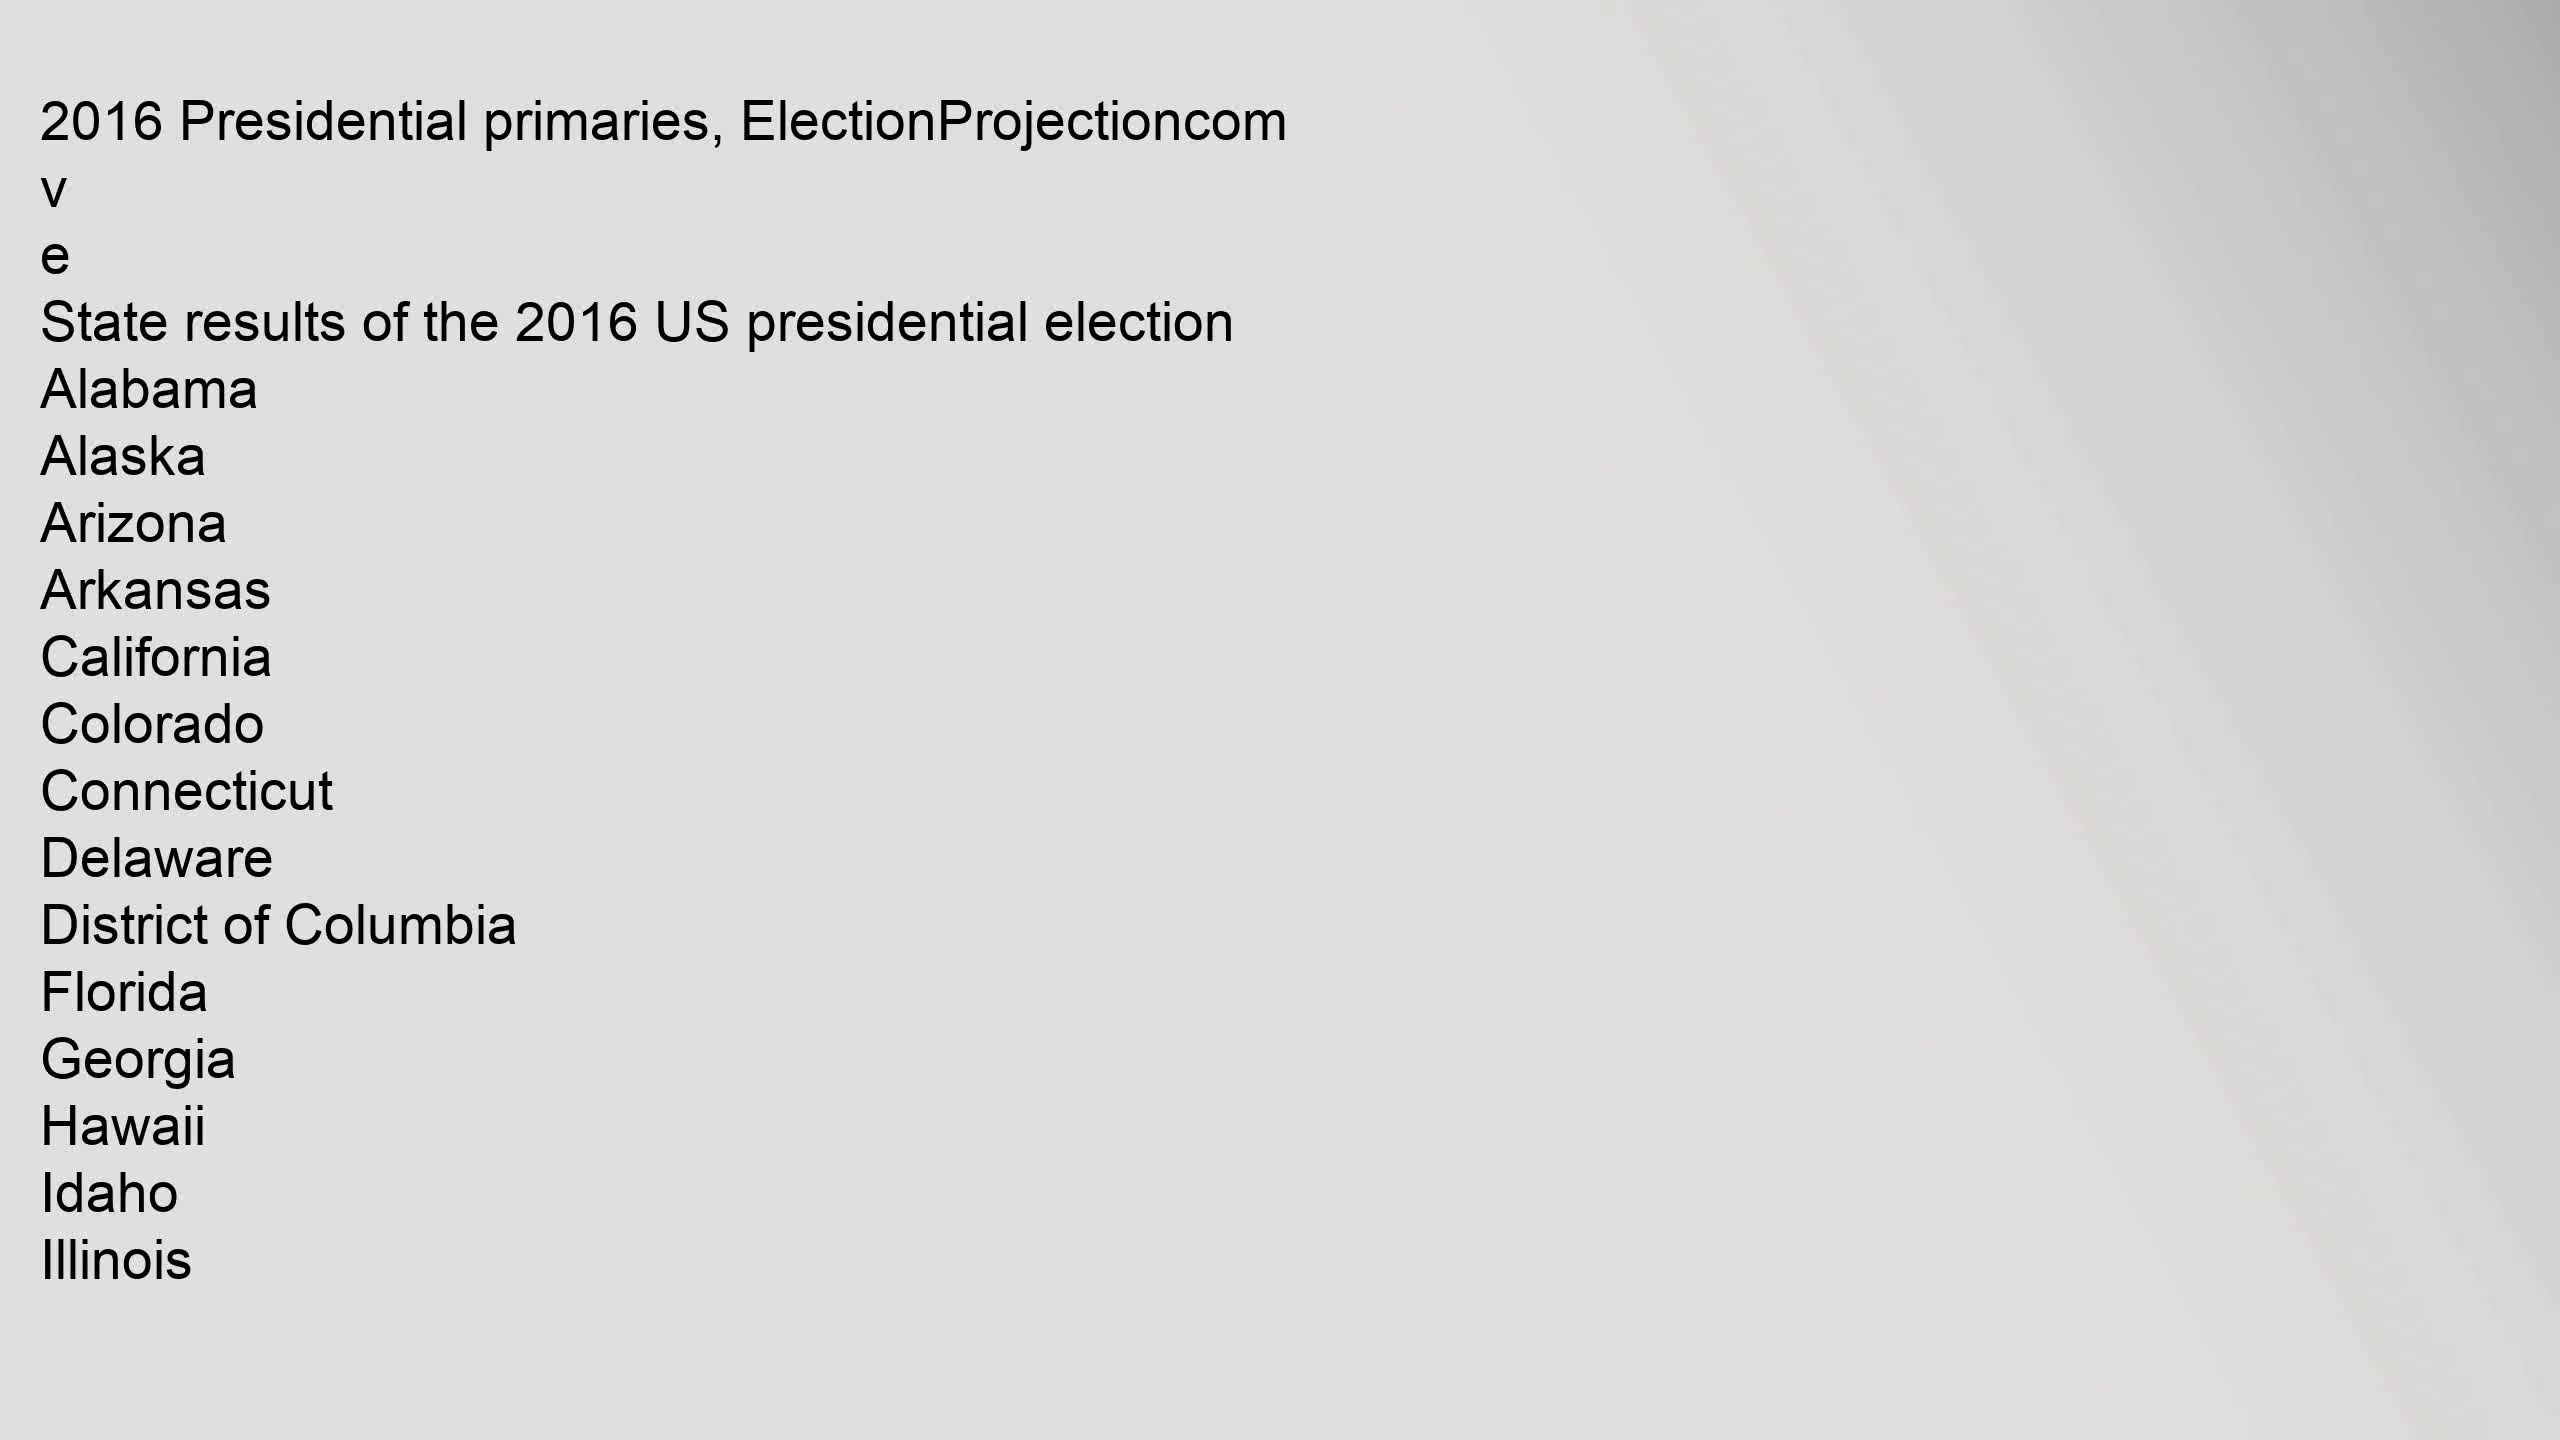 2016 Presidential primaries, ElectionProjectioncom
v
e
State results of the 2016 US presidential election
Alabama
Alaska
Arizona
Arkansas
California
Colorado
Connecticut
Delaware
District of Columbia
Florida
Georgia
Hawaii
Idaho
Illinois